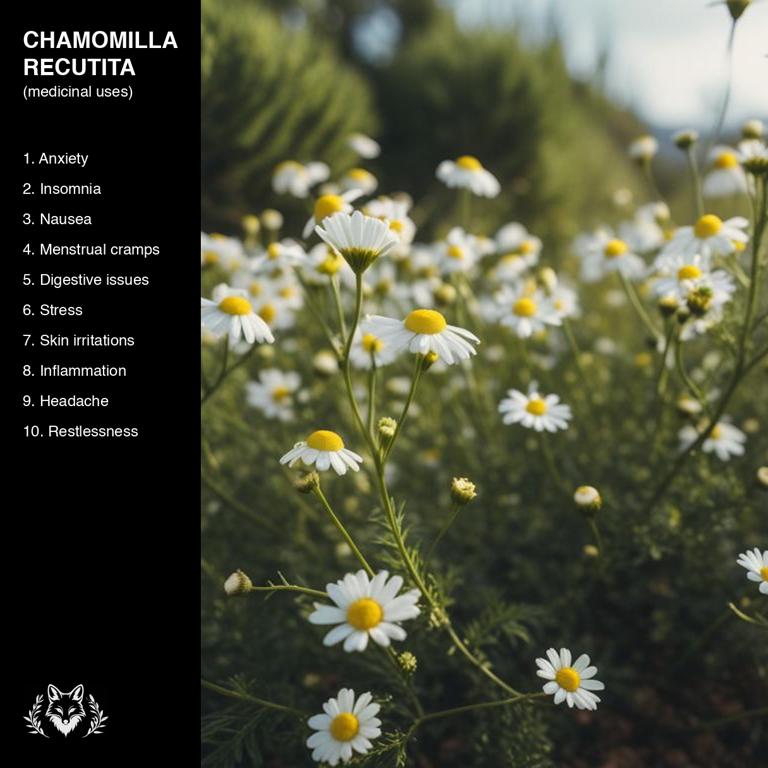 CHAMOMILLA
RECUTITA
(medicinal uses)
1. Anxiety
2. Insomnia
3. Nausea
4. Menstrual cramps
5. Digestive issues
6. Stress
7. Skin irritations
8. Inflammation
9. Headache
10. Restlessness